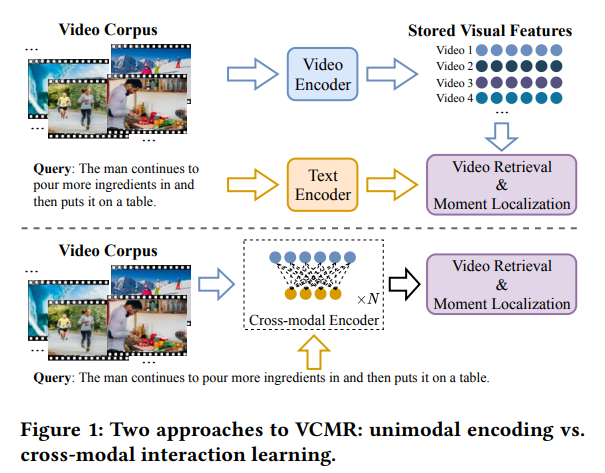 Video Corpus
Stored Visual Features
...
Video
Encoder
Video 1
Video 2
Video 3
Video 4
...
...
Query: The man continues to
pour more ingredients in and
then puts it on a table.
Text
Encoder
Video Retrieval
&
Moment Localization
Video Corpus
...
...
...
×N
Cross-modal Encoder
Video Retrieval
&
Moment Localization
Query: The man continues to pour more ingredients in and then puts it on a table.
Figure 1: Two approaches to VCMR: unimodal encoding vs.
cross-modal interaction learning.